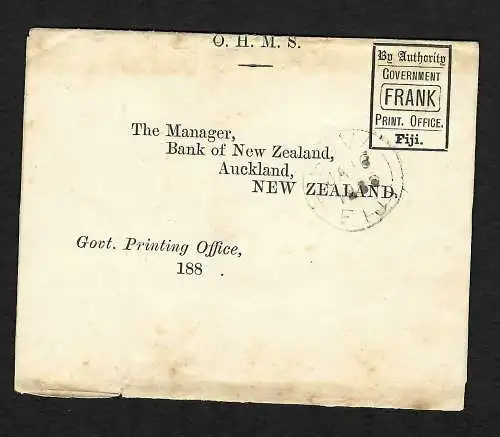 O. H. M. S.
By Authority
GOVERNMENT
FRANK
PRINT. OFFICE.
Fiji.
The Manager,
Bank of New Zealand,
Auckland,
NEW ZEALAND.
Govt. Printing Office,
188 .